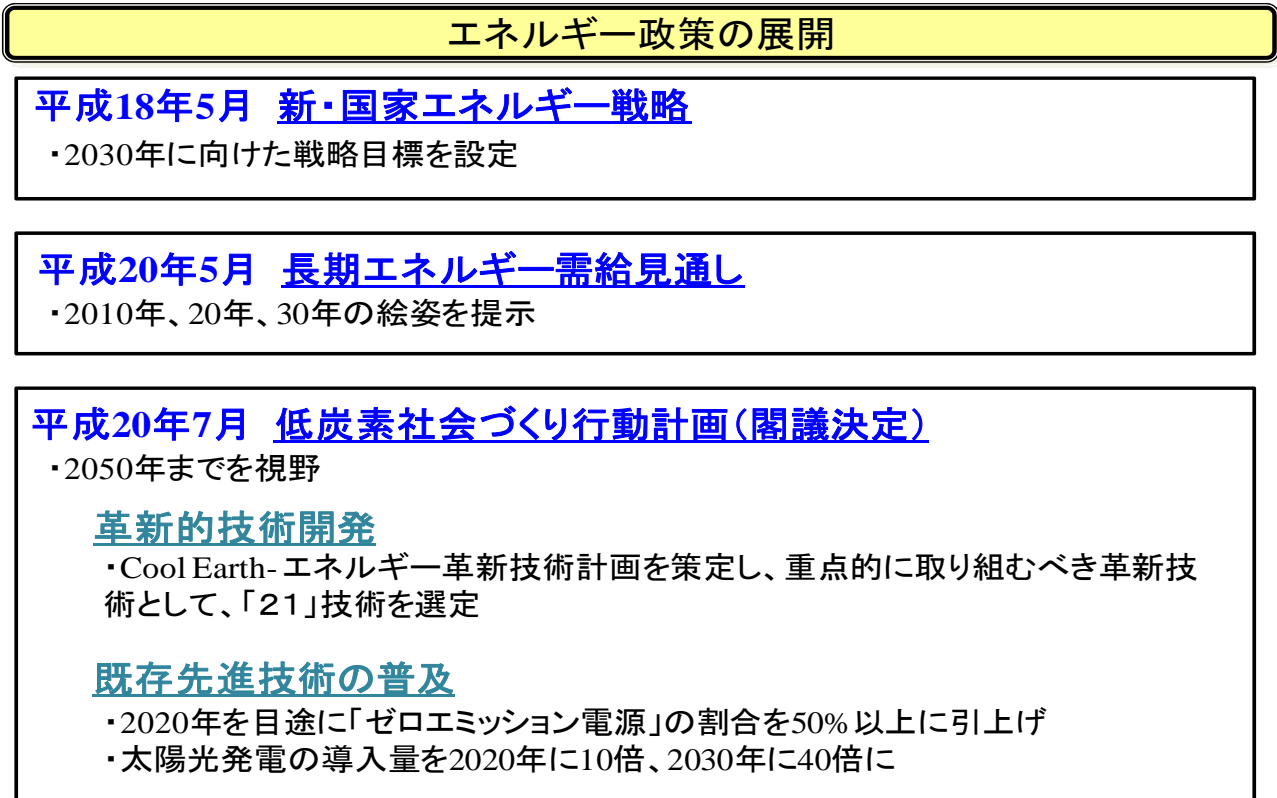 エネルギー政策の展開
平成18年5月 新・国家エネルギー戦略
・2030年に向けた戦略目標を設定
平成20年5月 長期エネルギー需給見通し
・2010年、20年、30年の絵姿を提示
平成20年7月 低炭素社会づくり行動計画(閣議決定)
・2050年までを視野
革新的技術開発
・Cool Earth-エネルギー革新技術計画を策定し、重点的に取り組むべき革新技
術として、「21」技術を選定
既存先進技術の普及
・2020年を目途に「ゼロエミッション電源」の割合を50%以上に引上げ
・太陽光発電の導入量を2020年に10倍、2030年に40倍に